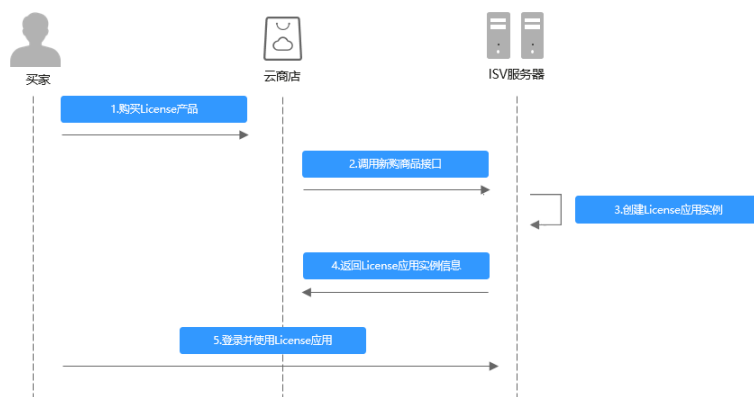 买家
云商店
ISV服务器
1.购买License产品
2.调用新购商品接口
3.创建License应用实例
4.返回License应用实例信息
5.登录并使用License应用